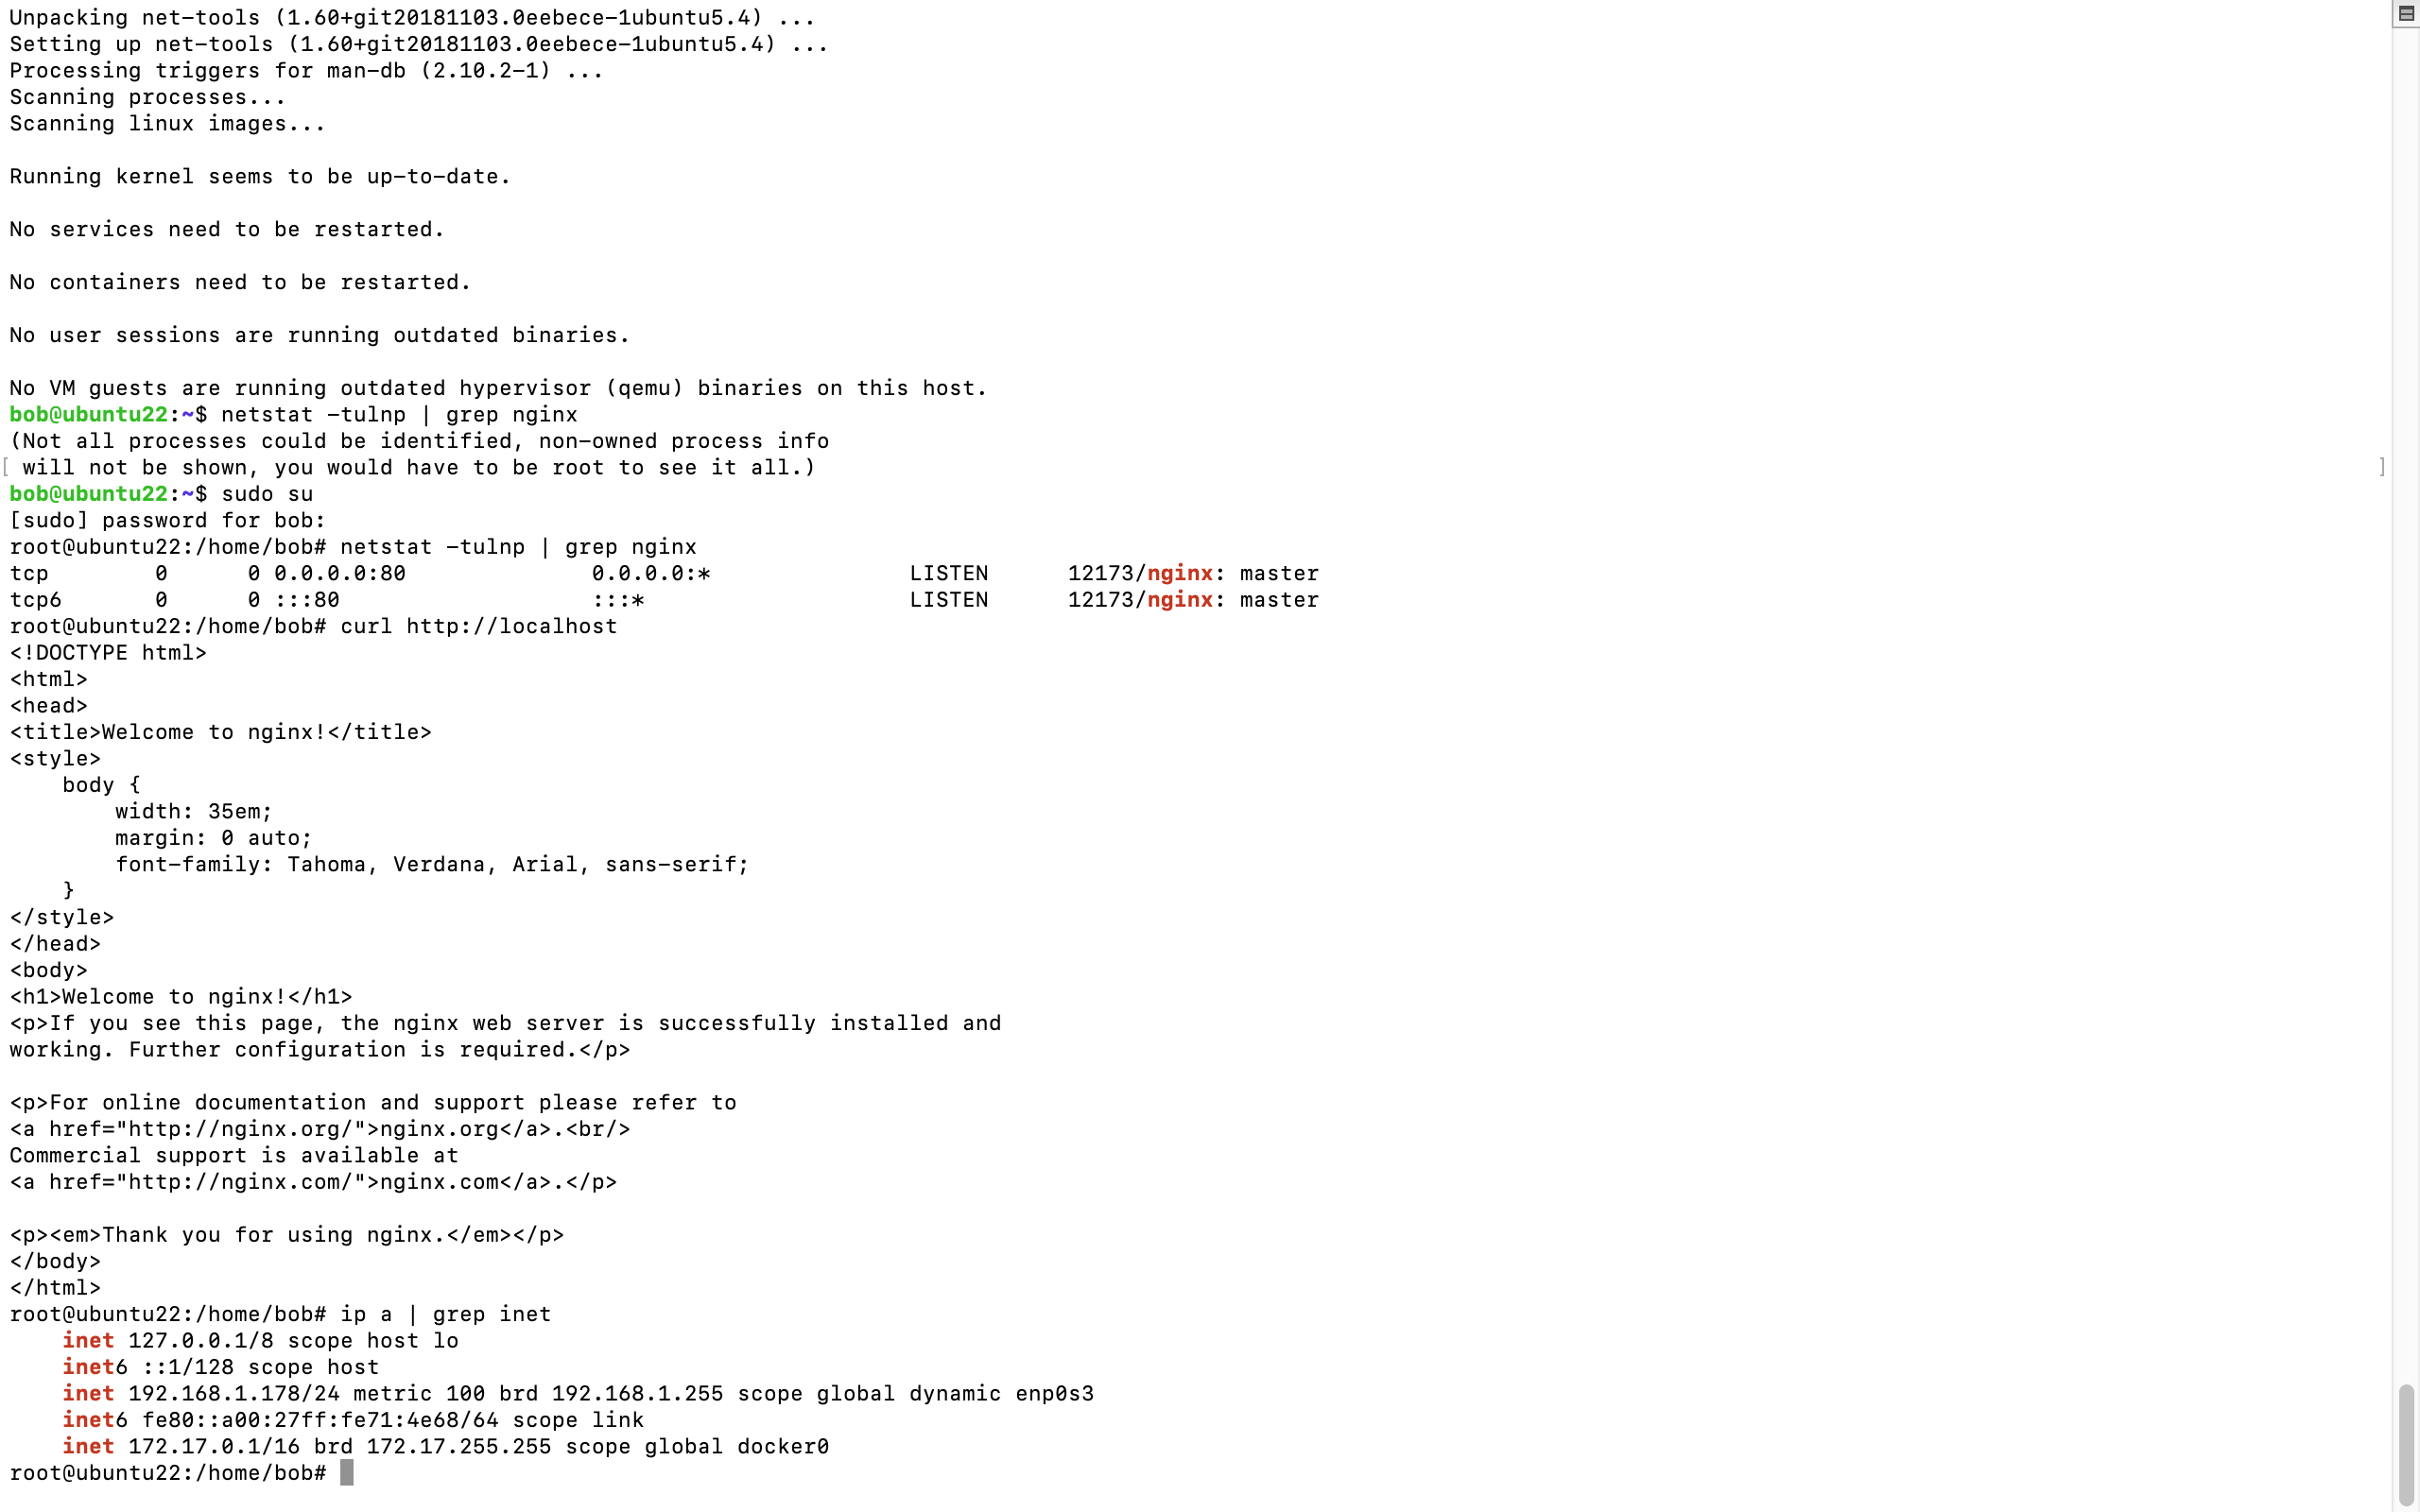 Unpacking net-tools (1.60+git20181103.0eebece-1ubuntu5.4) ...
Setting up net-tools (1.60+git20181103.0eebece-1ubuntu5.4) ...
Processing triggers for man-db (2.10.2-1) ...
Scanning processes...
Scanning linux images...

Running kernel seems to be up-to-date.

No services need to be restarted.

No containers need to be restarted.

No user sessions are running outdated binaries.

No VM guests are running outdated hypervisor (qemu) binaries on this host.
bob@ubuntu22:~$ netstat -tulnp | grep nginx
(Not all processes could be identified, non-owned process info
[ will not be shown, you would have to be root to see it all.) ]
bob@ubuntu22:~$ sudo su
[sudo] password for bob:
root@ubuntu22:/home/bob# netstat -tulnp | grep nginx
tcp        0      0 0.0.0.0:80              0.0.0.0:*               LISTEN      12173/nginx: master
tcp6       0      0 :::80                   :::*                    LISTEN      12173/nginx: master
root@ubuntu22:/home/bob# curl http://localhost
<!DOCTYPE html>
<html>
<head>
<title>Welcome to nginx!</title>
<style>
    body {
        width: 35em;
        margin: 0 auto;
        font-family: Tahoma, Verdana, Arial, sans-serif;
    }
</style>
</head>
<body>
<h1>Welcome to nginx!</h1>
<p>If you see this page, the nginx web server is successfully installed and
working. Further configuration is required.</p>

<p>For online documentation and support please refer to
<a href="http://nginx.org/">nginx.org</a>.<br/>
Commercial support is available at
<a href="http://nginx.com/">nginx.com</a>.</p>

<p><em>Thank you for using nginx.</em></p>
</body>
</html>
root@ubuntu22:/home/bob# ip a | grep inet
    inet 127.0.0.1/8 scope host lo
    inet6 ::1/128 scope host
    inet 192.168.1.178/24 metric 100 brd 192.168.1.255 scope global dynamic enp0s3
    inet6 fe80::a00:27ff:fe71:4e68/64 scope link
    inet 172.17.0.1/16 brd 172.17.255.255 scope global docker0
root@ubuntu22:/home/bob#